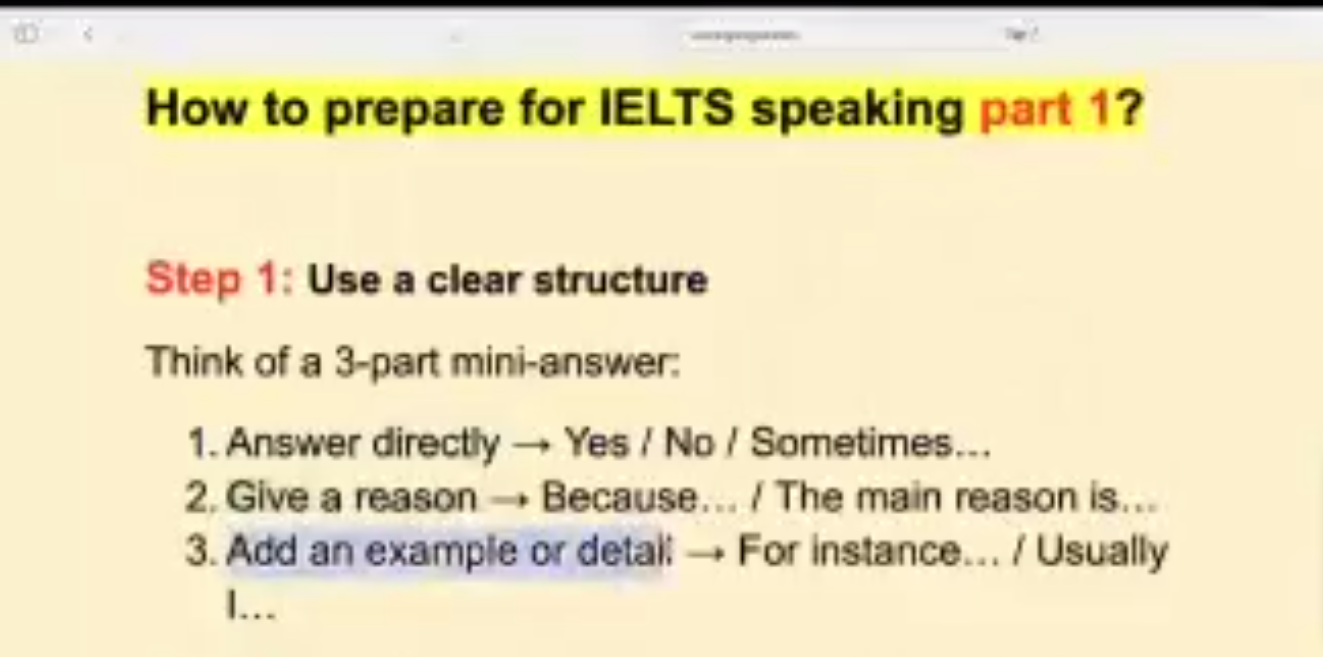 How to prepare for IELTS speaking part 1?
Step 1: Use a clear structure
Think of a 3-part mini-answer:
1. Answer directly → Yes / No / Sometimes...
2. Give a reason → Because... / The main reason is...
3. Add an example or detail → For instance... / Usually
I...